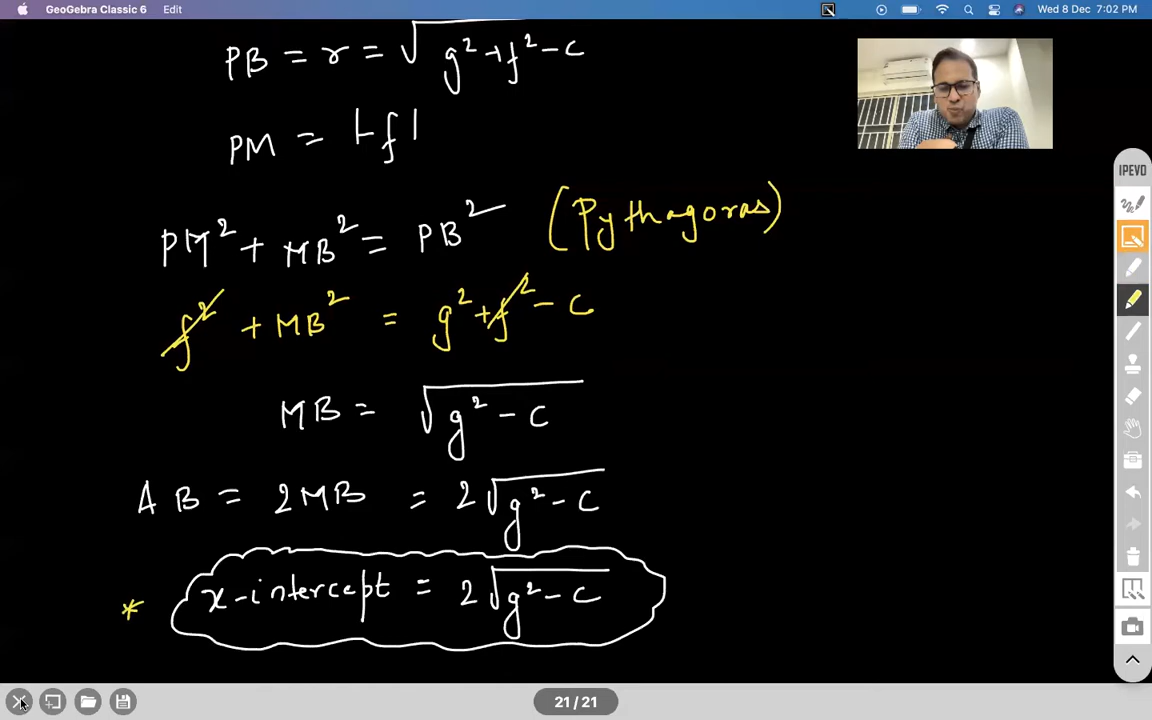 GeoGebra Classic 6 Edit Wed 8 Dec 7:02 PM
PB = r = √(g²+f²−c)
PM = |−f|
PM² + MB² = PB² (Pythagoras)
f² + MB² = g²+f²−c
MB = √(g²−c)
AB = 2MB = 2√(g²−c)
* x-intercept = 2√(g²−c)
IPEVO
21/21